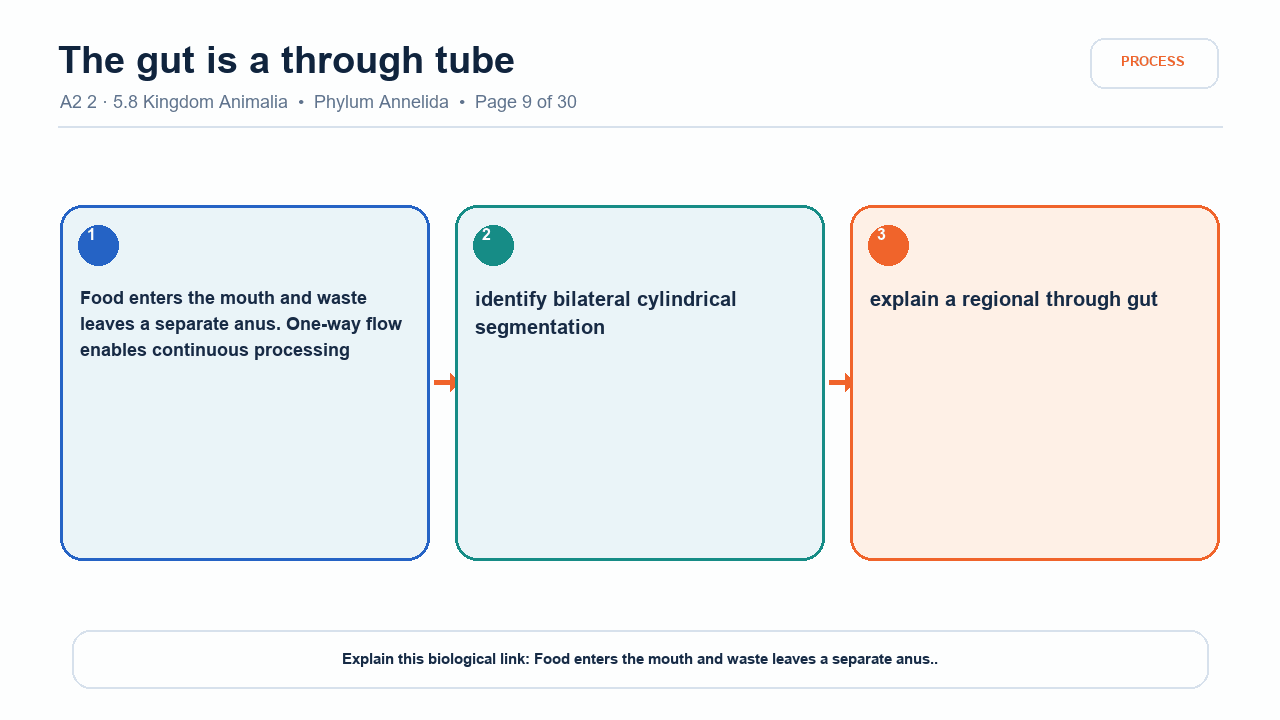 The gut is a through tube
PROCESS
A2 2 · 5.8 Kingdom Animalia • Phylum Annelida • Page 9 of 30
1
Food enters the mouth and waste
leaves a separate anus. One-way flow
enables continuous processing
2
identify bilateral cylindrical
segmentation
3
explain a regional through gut
Explain this biological link: Food enters the mouth and waste leaves a separate anus..